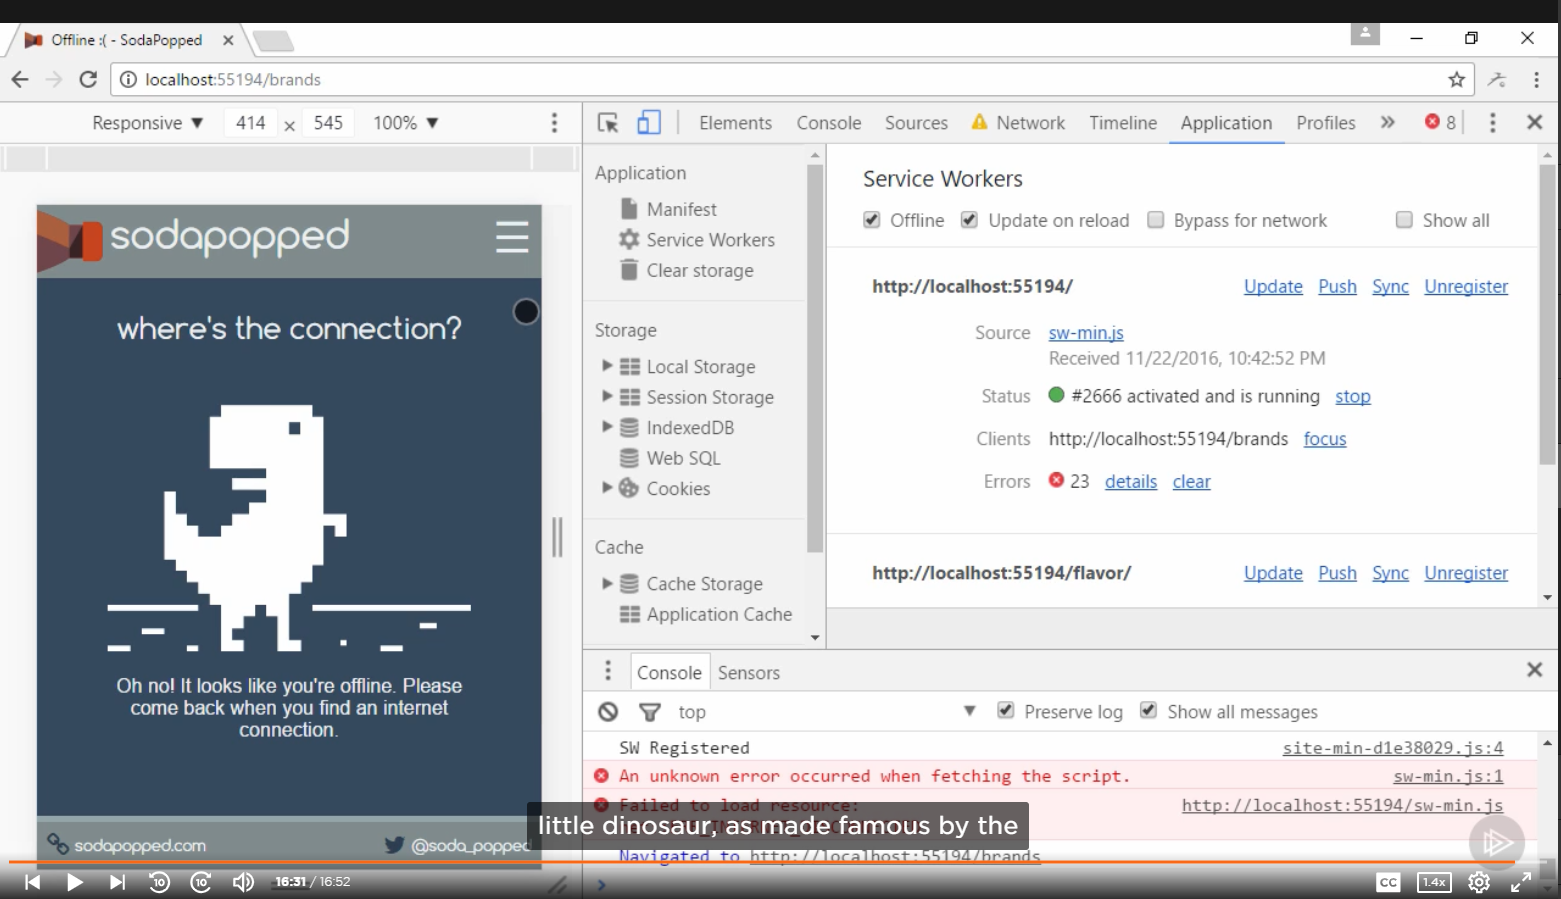 Offline :( - SodaPopped
localhost:55194/brands
Responsive ▼ 414 × 545 100% ▼
Elements Console Sources Network Timeline Application Profiles » 8
sodapopped
where's the connection?
Oh no! It looks like you're offline. Please
come back when you find an internet
connection.
sodapopped.com @soda_popped
Application
Manifest
Service Workers
Clear storage
Storage
Local Storage
Session Storage
IndexedDB
Web SQL
Cookies
Cache
Cache Storage
Application Cache
Service Workers
Offline Update on reload Bypass for network Show all
http://localhost:55194/ Update Push Sync Unregister
Source sw-min.js
Received 11/22/2016, 10:42:52 PM
Status #2666 activated and is running stop
Clients http://localhost:55194/brands focus
Errors 23 details clear
http://localhost:55194/flavor/ Update Push Sync Unregister
Console Sensors
top ▼ Preserve log Show all messages
SW Registered site-min-d1e38029.js:4
An unknown error occurred when fetching the script. sw-min.js:1
Failed to load resource: http://localhost:55194/sw-min.js
little dinosaur, as made famous by the
Navigated to http://localhost:55194/brands
10 10 16:31 / 16:52 CC 1.4x